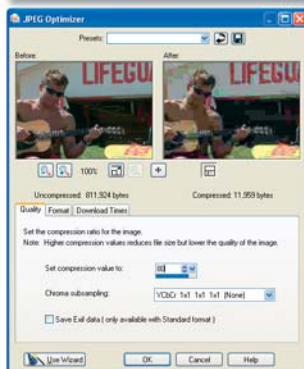 JPEG Optimizer
Presets:
Before:
After:
LIFEGUA
LIFEGU
100%
Uncompressed: 811,924 bytes
Compressed: 11,959 bytes
Quality
Format
Download Times
Set the compression ratio for the image.
Note: Higher compression values reduces file size but lower the quality of the image.
Set compression value to:
80
Chroma subsampling:
YCbCr 1x1 1x1 1x1 (None)
Save Exif data ( only available with Standard format )
Use Wizard
OK
Cancel
Help